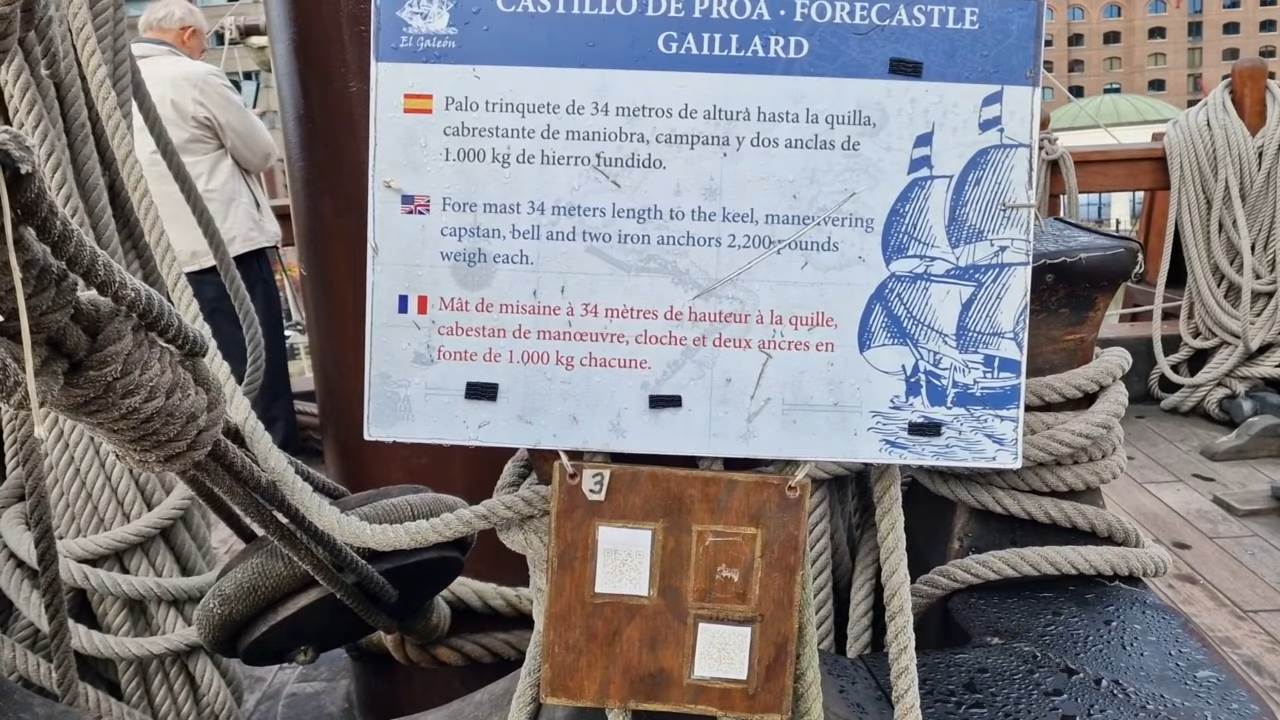 CASTILLO DE PROA · FORECASTLE
GAILLARD
El Galeón
Palo trinquete de 34 metros de altura hasta la quilla,
cabrestante de maniobra, campana y dos anclas de
1.000 kg de hierro fundido.
Fore mast 34 meters length to the keel, maneuvering
capstan, bell and two iron anchors 2,200 pounds
weigh each.
Mât de misaine à 34 mètres de hauteur à la quille,
cabestan de manœuvre, cloche et deux ancres en
fonte de 1.000 kg chacune.
3